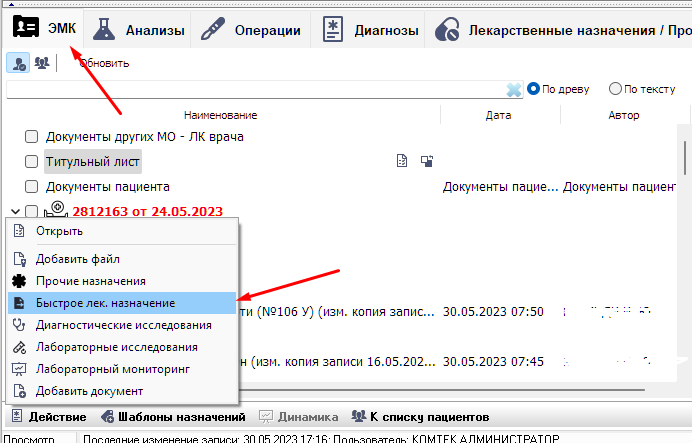 ЭМК Анализы Операции Диагнозы Лекарственные назначения / Про
Обновить
По древу По тексту
Наименование Дата Автор
Документы других МО - ЛК врача
Титульный лист
Документы пациента Документы пацие... Документы пациент
2812163 от 24.05.2023
Открыть
Добавить файл
Прочие назначения
Быстрое лек. назначение
ти (№106 У) (изм. копия запис... 30.05.2023 07:50
Диагностические исследования
Лабораторные исследования
н (изм. копия записи 16.05.202... 30.05.2023 07:45
Лабораторный мониторинг
Добавить документ
Действие Шаблоны назначений Динамика К списку пациентов
Просмотр Последние изменение записи: 30.05.2023 17:16; Пользователь: КОМТЕК АДМИНИСТРАТОР